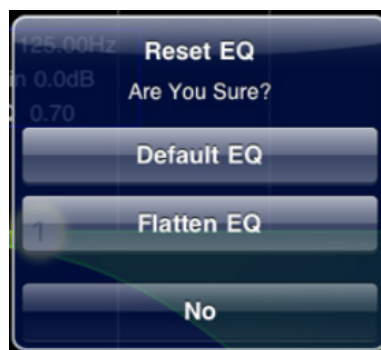 125.00Hz
Reset EQ
0.0dB
Are You Sure?
0.70
Default EQ
1
Flatten EQ
No